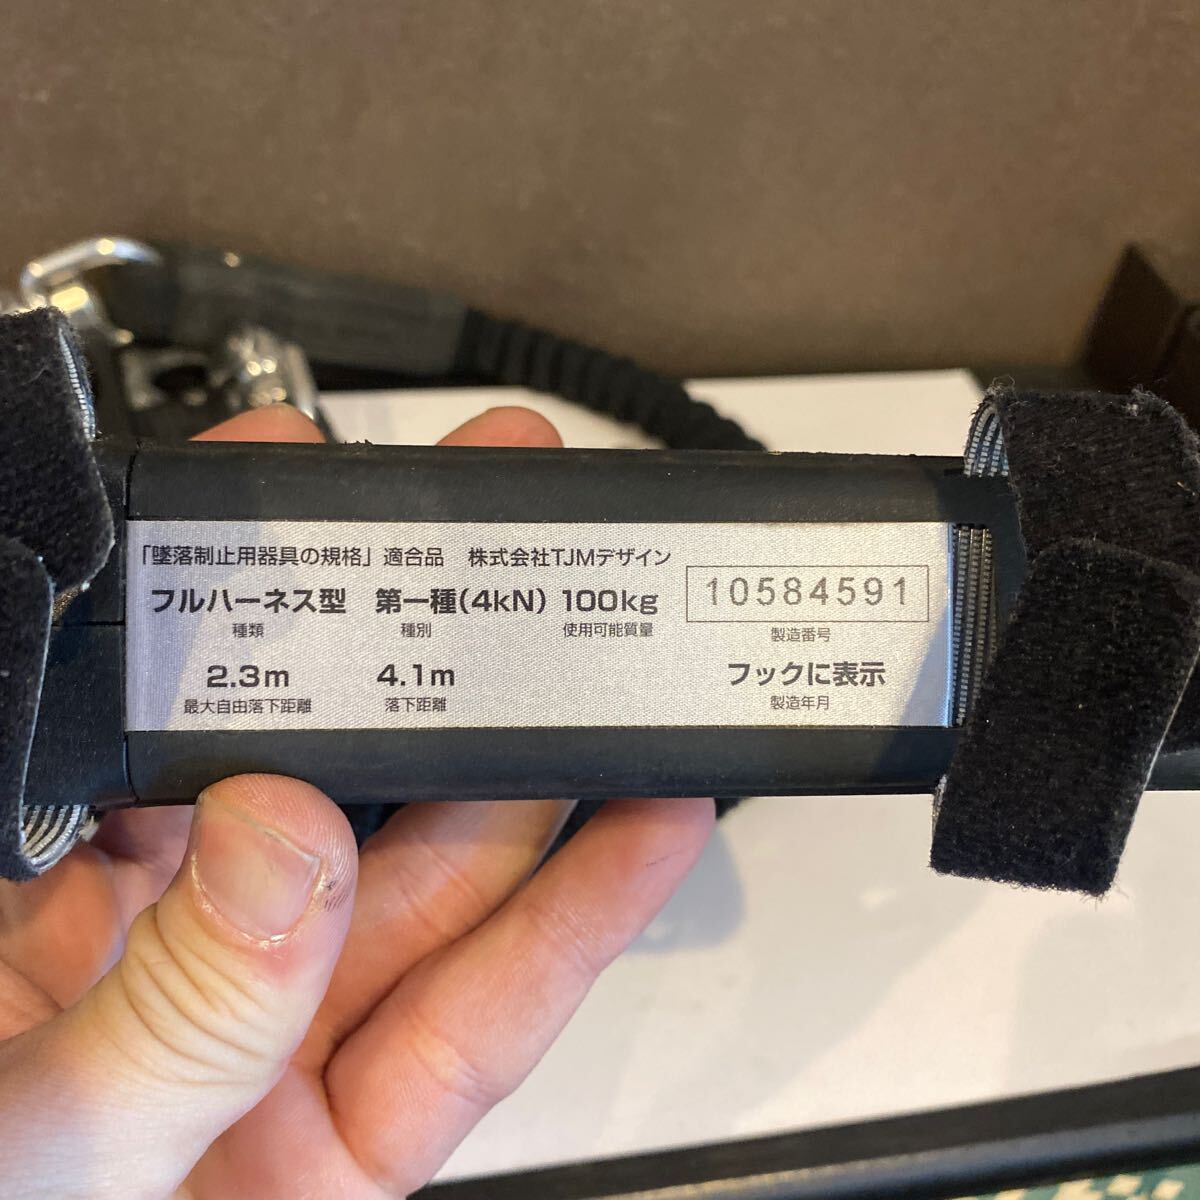 「墜落制止用器具の規格」適合品 株式会社TJMデザイン
フルハーネス型 第一種(4kN) 100kg 10584591
種類 種別 使用可能質量 製造番号
2.3m 4.1m フックに表示
最大自由落下距離 落下距離 製造年月